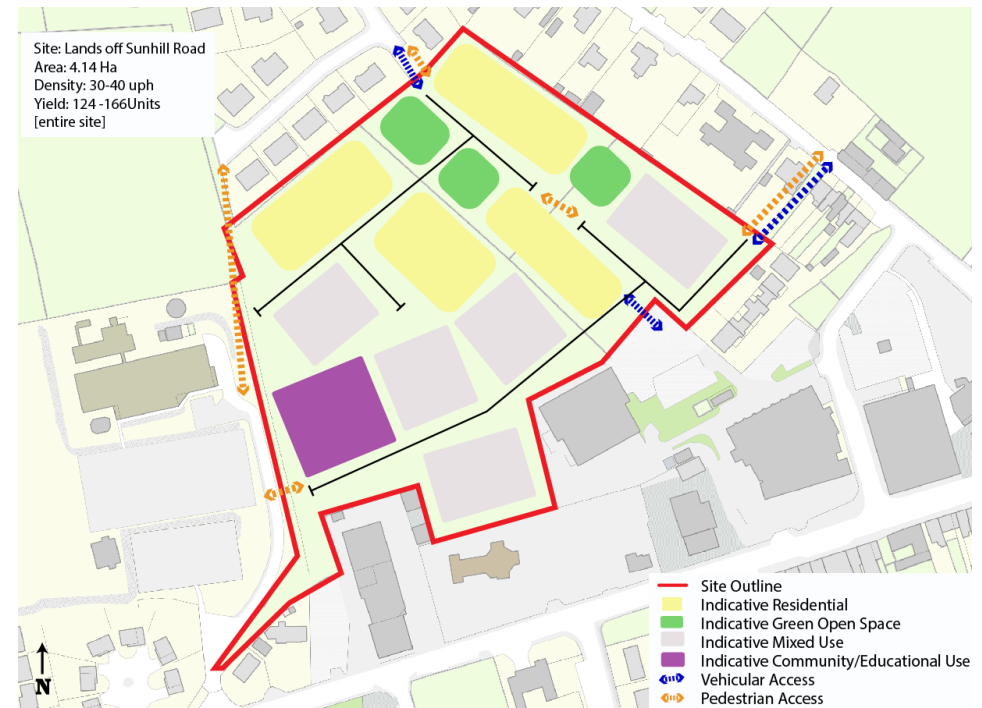 Site: Lands off Sunhill Road
Area: 4.14 Ha
Density: 30-40 uph
Yield: 124 -166Units
[entire site]
Site Outline
Indicative Residential
Indicative Green Open Space
Indicative Mixed Use
Indicative Community/Educational Use
Vehicular Access
Pedestrian Access
N